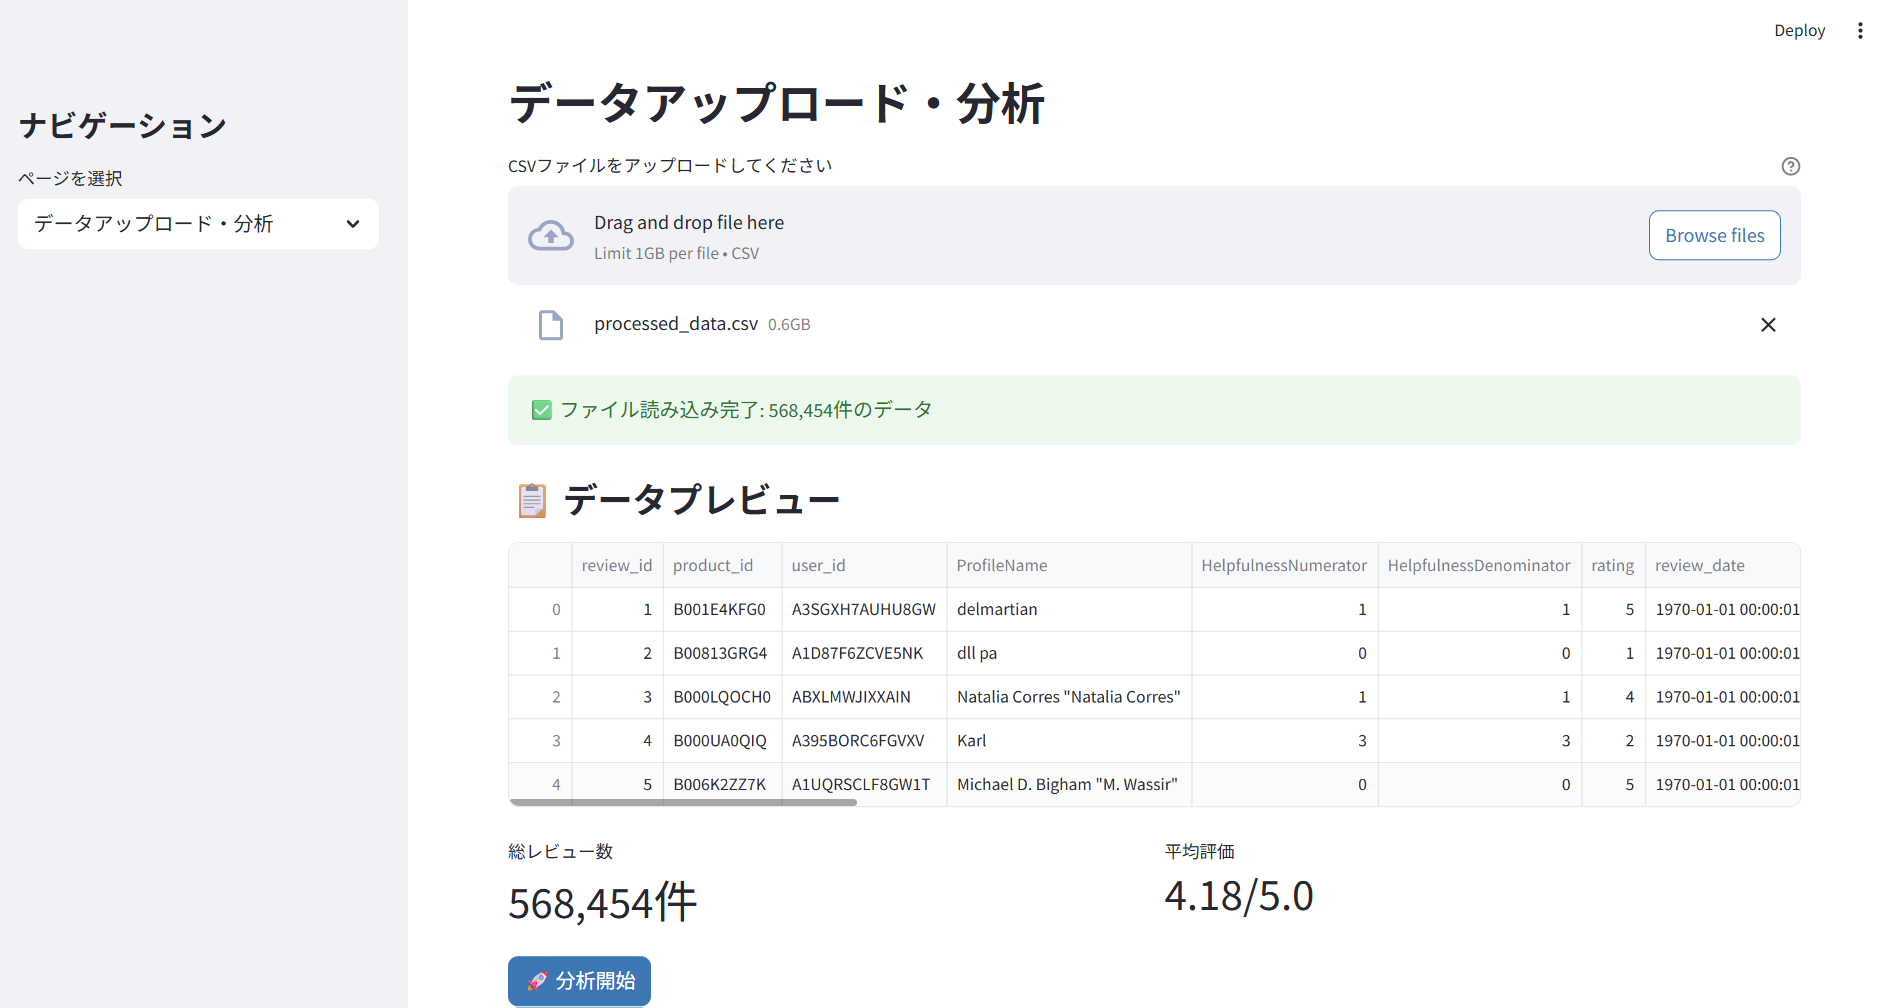 Deploy
ナビゲーション
ページを選択
データアップロード・分析
データアップロード・分析
CSVファイルをアップロードしてください
Drag and drop file here
Limit 1GB per file • CSV
Browse files
processed_data.csv 0.6GB
✅ ファイル読み込み完了: 568,454件のデータ
📋 データプレビュー
review_id product_id user_id ProfileName HelpfulnessNumerator HelpfulnessDenominator rating review_date
0 1 B001E4KFG0 A3SGXH7AUHU8GW delmartian 1 1 5 1970-01-01 00:00:01
1 2 B00813GRG4 A1D87F6ZCVE5NK dll pa 0 0 1 1970-01-01 00:00:01
2 3 B000LQOCH0 ABXLMWJIXXAIN Natalia Corres "Natalia Corres" 1 1 4 1970-01-01 00:00:01
3 4 B000UA0QIQ A395BORC6FGVXV Karl 3 3 2 1970-01-01 00:00:01
4 5 B006K2ZZ7K A1UQRSCLF8GW1T Michael D. Bigham "M. Wassir" 0 0 5 1970-01-01 00:00:01
総レビュー数
568,454件
平均評価
4.18/5.0
🚀 分析開始